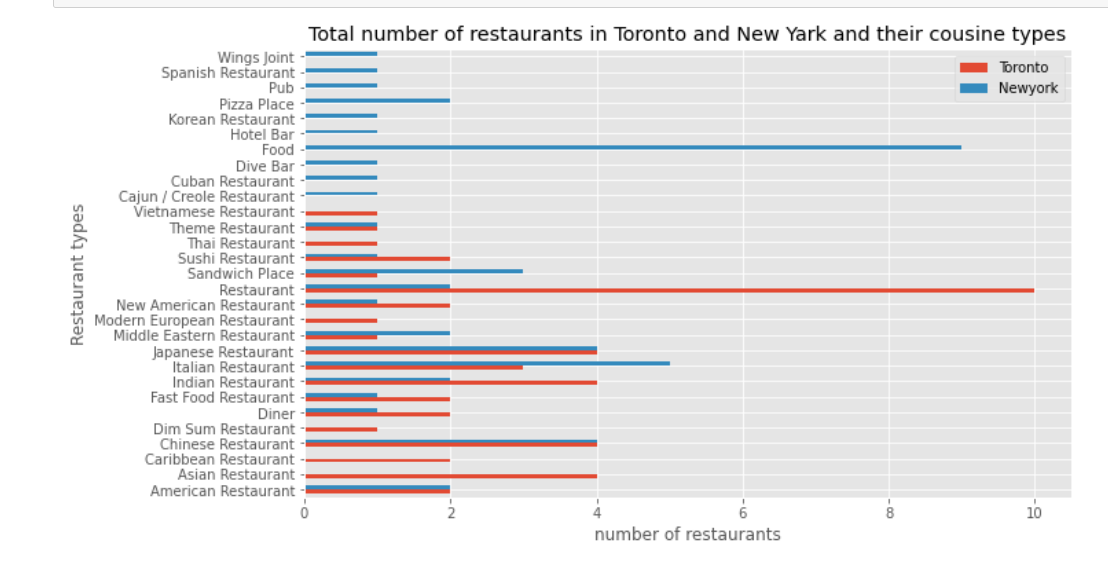 Total number of restaurants in Toronto and New Yark and their cousine types
Toronto
Newyork
Restaurant types
Wings Joint
Spanish Restaurant
Pub
Pizza Place
Korean Restaurant
Hotel Bar
Food
Dive Bar
Cuban Restaurant
Cajun / Creole Restaurant
Vietnamese Restaurant
Theme Restaurant
Thai Restaurant
Sushi Restaurant
Sandwich Place
Restaurant
New American Restaurant
Modern European Restaurant
Middle Eastern Restaurant
Japanese Restaurant
Italian Restaurant
Indian Restaurant
Fast Food Restaurant
Diner
Dim Sum Restaurant
Chinese Restaurant
Caribbean Restaurant
Asian Restaurant
American Restaurant
0 2 4 6 8 10
number of restaurants